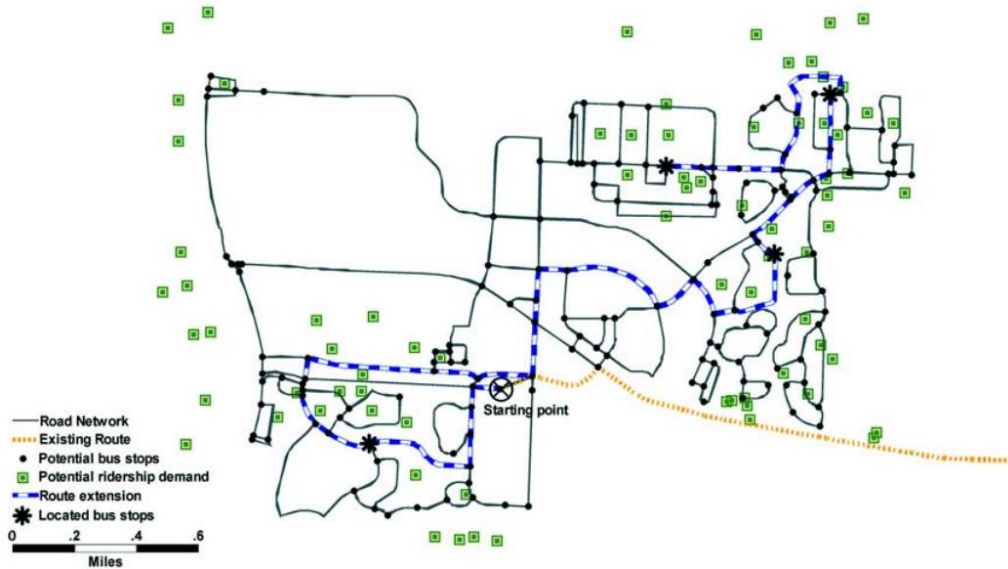 Starting point
Road Network
Existing Route
Potential bus stops
Potential ridership demand
Route extension
Located bus stops
0 .2 .4 .6
Miles